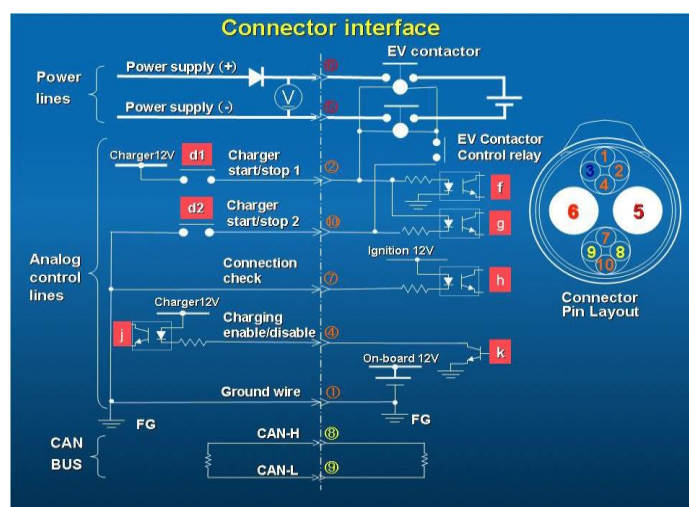 Connector interface
EV contactor
Power
lines
Power supply (+)
⑥
V
Power supply (-)
⑤
EV Contactor
Control relay
Charger12V
d1
Charger
start/stop 1
②
f
d2
Charger
start/stop 2
⑩
g
Analog
control
lines
Ignition 12V
Connection
check
⑦
h
Charger12V
j
Charging
enable/disable
④
k
On-board 12V
Ground wire
①
FG
FG
CAN
BUS
CAN-H
⑧
CAN-L
⑨
1
3
2
4
6
5
7
9
8
10
Connector
Pin Layout